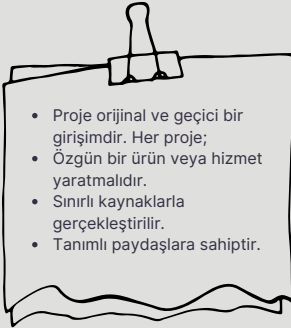 • Proje orijinal ve geçici bir
girişimdir. Her proje;
• Özgün bir ürün veya hizmet
yaratmalıdır.
• Sınırlı kaynaklarla
gerçekleştirilir.
• Tanımlı paydaşlara sahiptir.